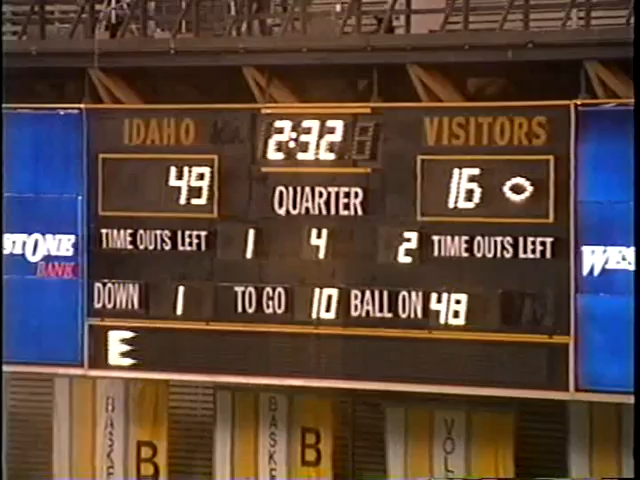 IDAHO 2:32 VISITORS
49 QUARTER 16
TIME OUTS LEFT 1 4 2 TIME OUTS LEFT
DOWN 1 TO GO 10 BALL ON 48
STONE
BANK
WES
E
BASK
B
BASKE
B
VOL